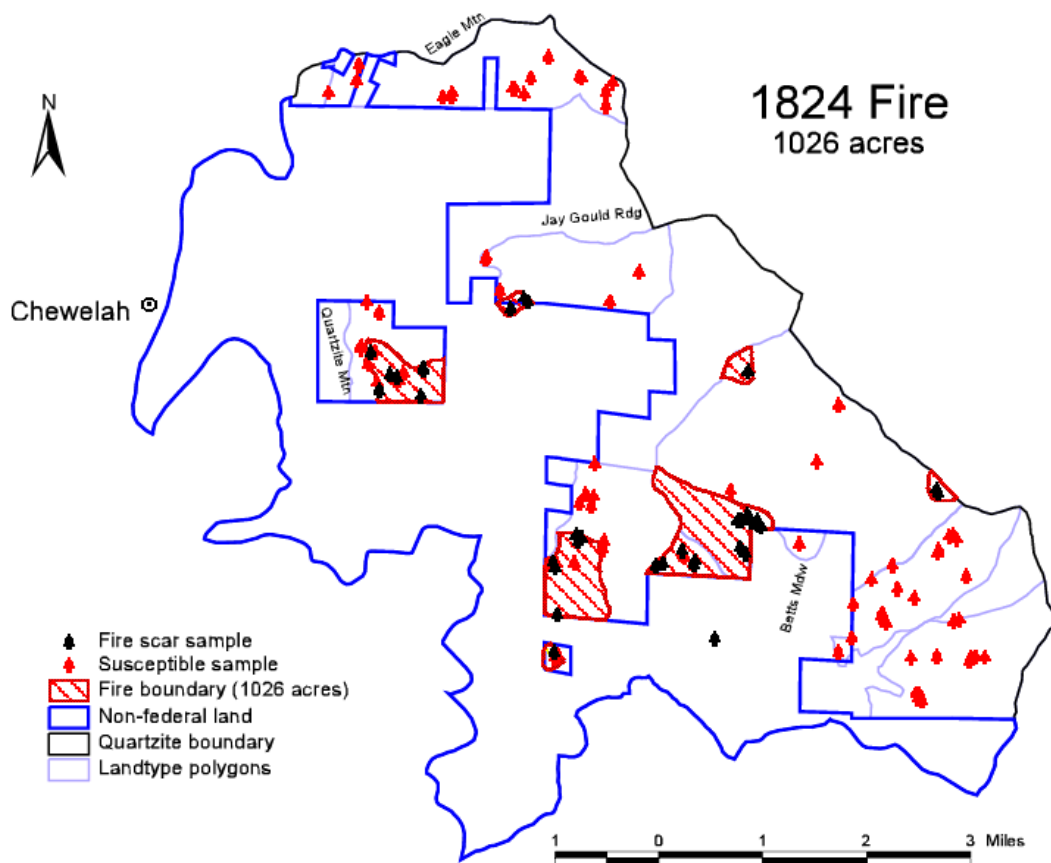 Eagle Mtn
1824 Fire
1026 acres
N
Jay Gould Rdg
Chewelah
Quartzite Mtn
Betts Mdw
Fire scar sample
Susceptible sample
Fire boundary (1026 acres)
Non-federal land
Quartzite boundary
Landtype polygons
1 0 1 2 3 Miles